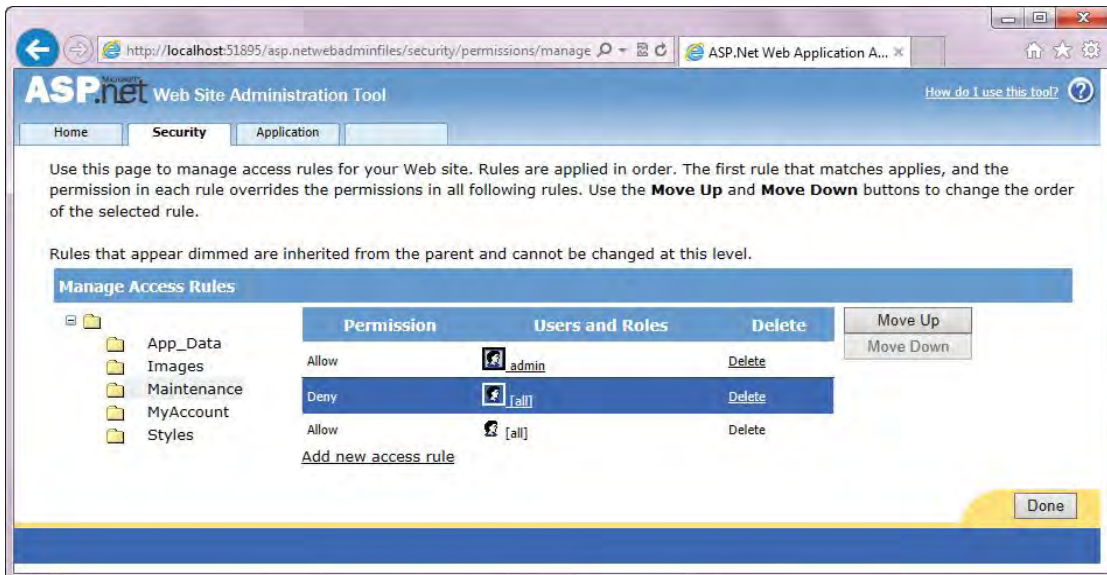 http://localhost:51895/asp.netwebadminfiles/security/permissions/manage
ASP.Net Web Application A...
Microsoft
ASP.net Web Site Administration Tool
How do I use this tool?
Home
Security
Application
Use this page to manage access rules for your Web site. Rules are applied in order. The first rule that matches applies, and the
permission in each rule overrides the permissions in all following rules. Use the Move Up and Move Down buttons to change the order
of the selected rule.
Rules that appear dimmed are inherited from the parent and cannot be changed at this level.
Manage Access Rules
App_Data
Images
Maintenance
MyAccount
Styles
Permission Users and Roles Delete
Allow admin Delete
Deny [all] Delete
Allow [all] Delete
Add new access rule
Move Up
Move Down
Done